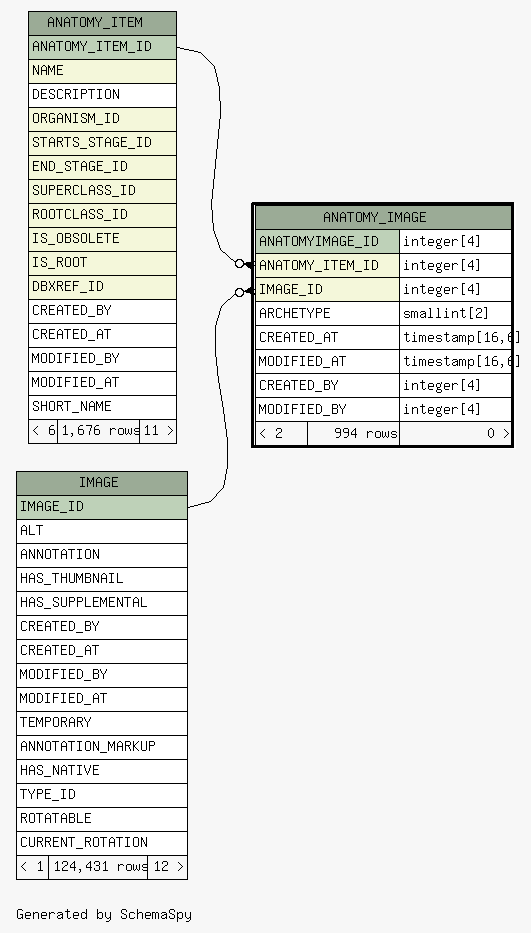 ANATOMY_ITEM
ANATOMY_ITEM_ID
NAME
DESCRIPTION
ORGANISM_ID
STARTS_STAGE_ID
END_STAGE_ID
SUPERCLASS_ID
ROOTCLASS_ID
IS_OBSOLETE
IS_ROOT
DBXREF_ID
CREATED_BY
CREATED_AT
MODIFIED_BY
MODIFIED_AT
SHORT_NAME
< 6 1,676 rows 11 >
ANATOMY_IMAGE
ANATOMYIMAGE_ID integer[4]
ANATOMY_ITEM_ID integer[4]
IMAGE_ID integer[4]
ARCHETYPE smallint[2]
CREATED_AT timestamp[16,6]
MODIFIED_AT timestamp[16,6]
CREATED_BY integer[4]
MODIFIED_BY integer[4]
< 2 994 rows 0 >
IMAGE
IMAGE_ID
ALT
ANNOTATION
HAS_THUMBNAIL
HAS_SUPPLEMENTAL
CREATED_BY
CREATED_AT
MODIFIED_BY
MODIFIED_AT
TEMPORARY
ANNOTATION_MARKUP
HAS_NATIVE
TYPE_ID
ROTATABLE
CURRENT_ROTATION
< 1 124,431 rows 12 >
Generated by SchemaSpy